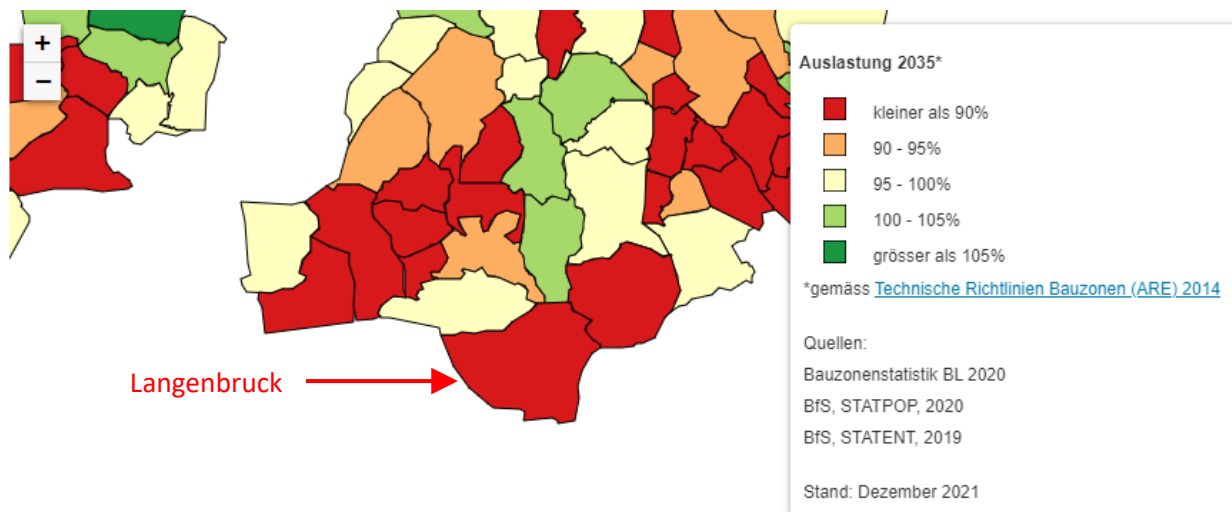 +
−
Auslastung 2035*
kleiner als 90%
90 - 95%
95 - 100%
100 - 105%
grösser als 105%
*gemäss Technische Richtlinien Bauzonen (ARE) 2014
Quellen:
Bauzonenstatistik BL 2020
BfS, STATPOP, 2020
BfS, STATENT, 2019
Stand: Dezember 2021
Langenbruck